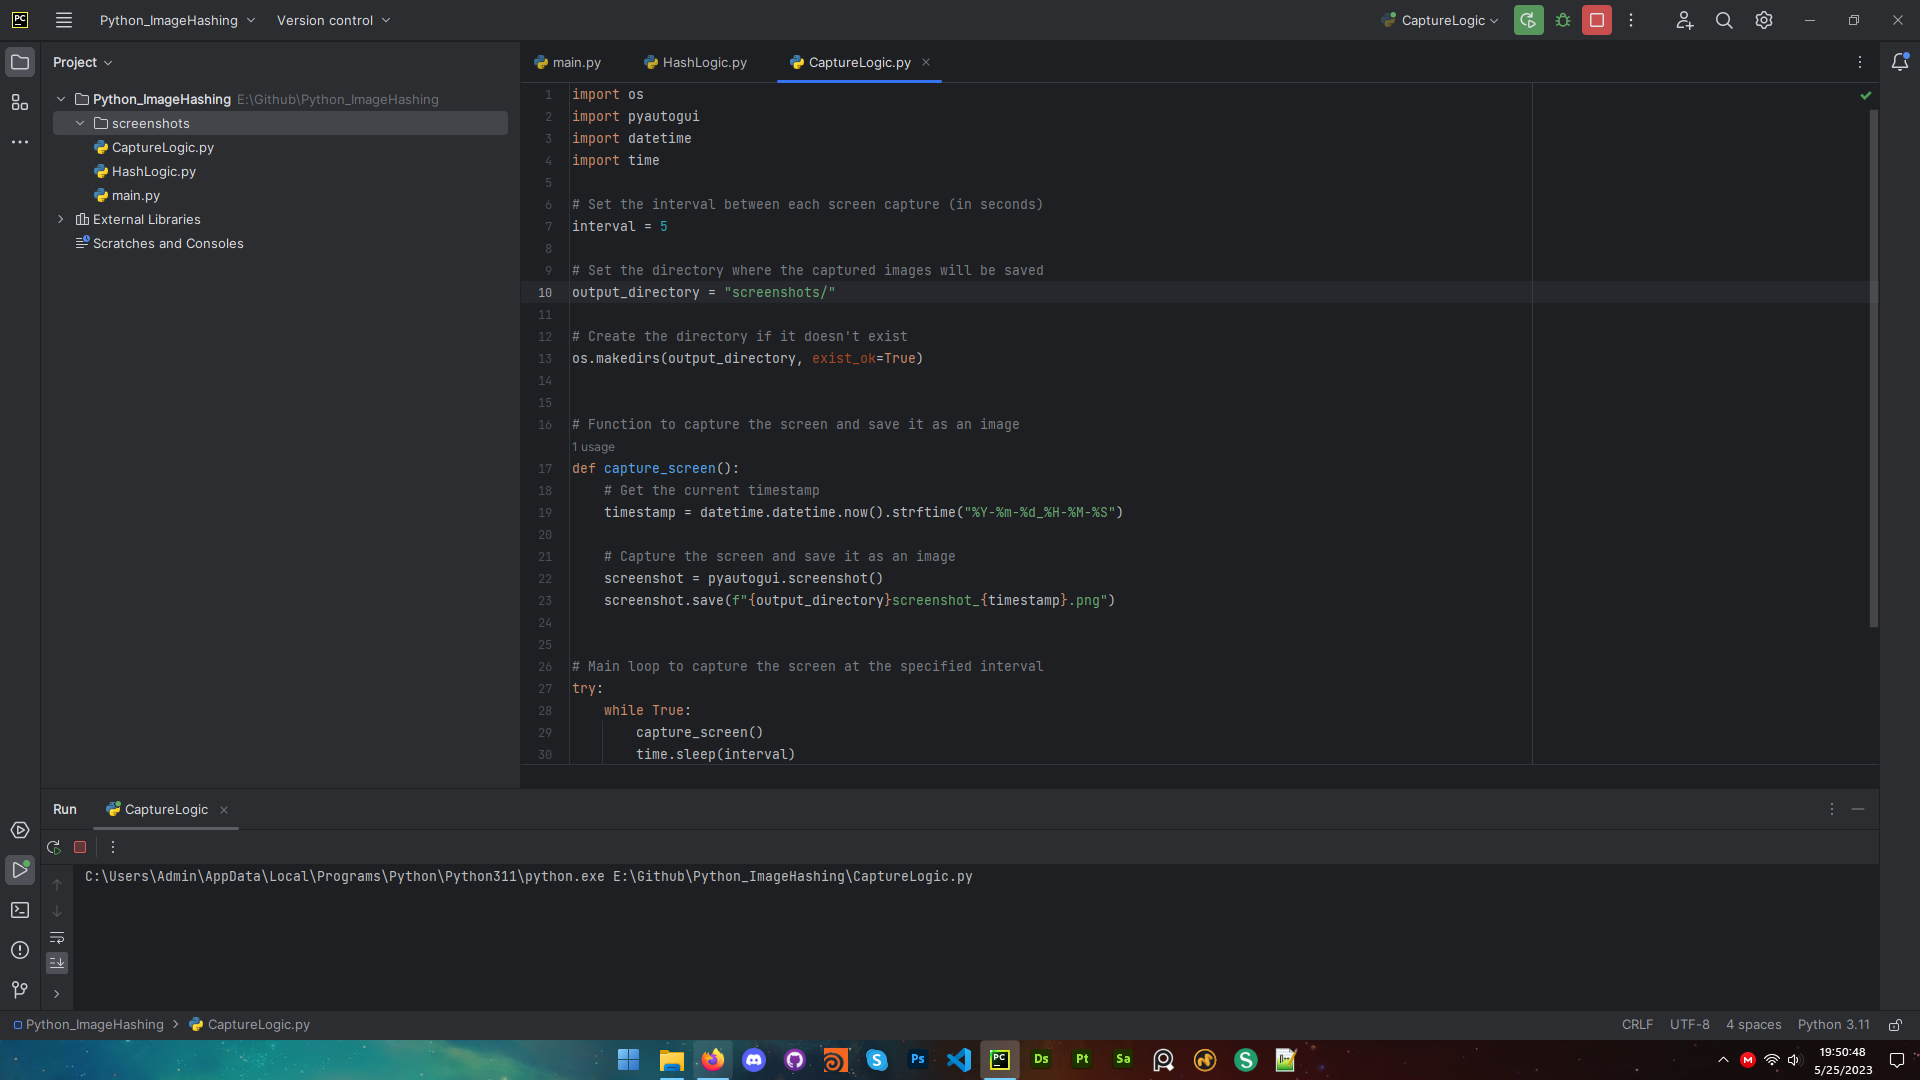 PC Python_ImageHashing Version control CaptureLogic
Project
main.py HashLogic.py CaptureLogic.py
Python_ImageHashing E:\Github\Python_ImageHashing
screenshots
CaptureLogic.py
HashLogic.py
main.py
External Libraries
Scratches and Consoles
1 import os
2 import pyautogui
3 import datetime
4 import time
5
6 # Set the interval between each screen capture (in seconds)
7 interval = 5
8
9 # Set the directory where the captured images will be saved
10 output_directory = "screenshots/"
11
12 # Create the directory if it doesn't exist
13 os.makedirs(output_directory, exist_ok=True)
14
15
16 # Function to capture the screen and save it as an image
1 usage
17 def capture_screen():
18     # Get the current timestamp
19     timestamp = datetime.datetime.now().strftime("%Y-%m-%d_%H-%M-%S")
20
21     # Capture the screen and save it as an image
22     screenshot = pyautogui.screenshot()
23     screenshot.save(f"{output_directory}screenshot_{timestamp}.png")
24
25
26 # Main loop to capture the screen at the specified interval
27 try:
28     while True:
29         capture_screen()
30         time.sleep(interval)
Run CaptureLogic
C:\Users\Admin\AppData\Local\Programs\Python\Python311\python.exe E:\Github\Python_ImageHashing\CaptureLogic.py
Python_ImageHashing CaptureLogic.py CRLF UTF-8 4 spaces Python 3.11
Ps PC Ds Pt Sa S M
19:50:48
5/25/2023